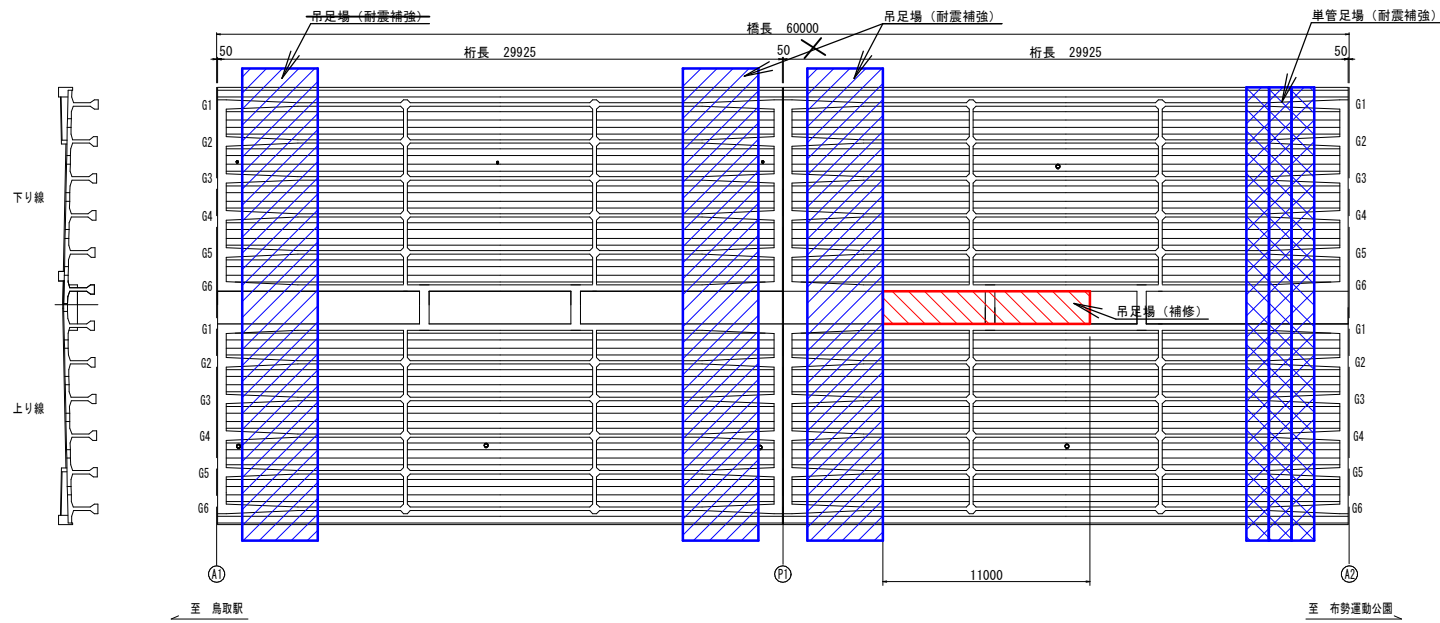 吊足場（耐震補強）
吊足場（耐震補強）
単管足場（耐震補強）
橋長 60000
50
桁長 29925
50
桁長 29925
50
G1
G1
G2
G2
G3
G3
下り線
G4
G4
G5
G5
G6
G6
吊足場（補修）
G1
G1
G2
G2
G3
G3
上り線
G4
G4
G5
G5
G6
G6
11000
A1
P1
A2
至 鳥取駅
至 布勢運動公園